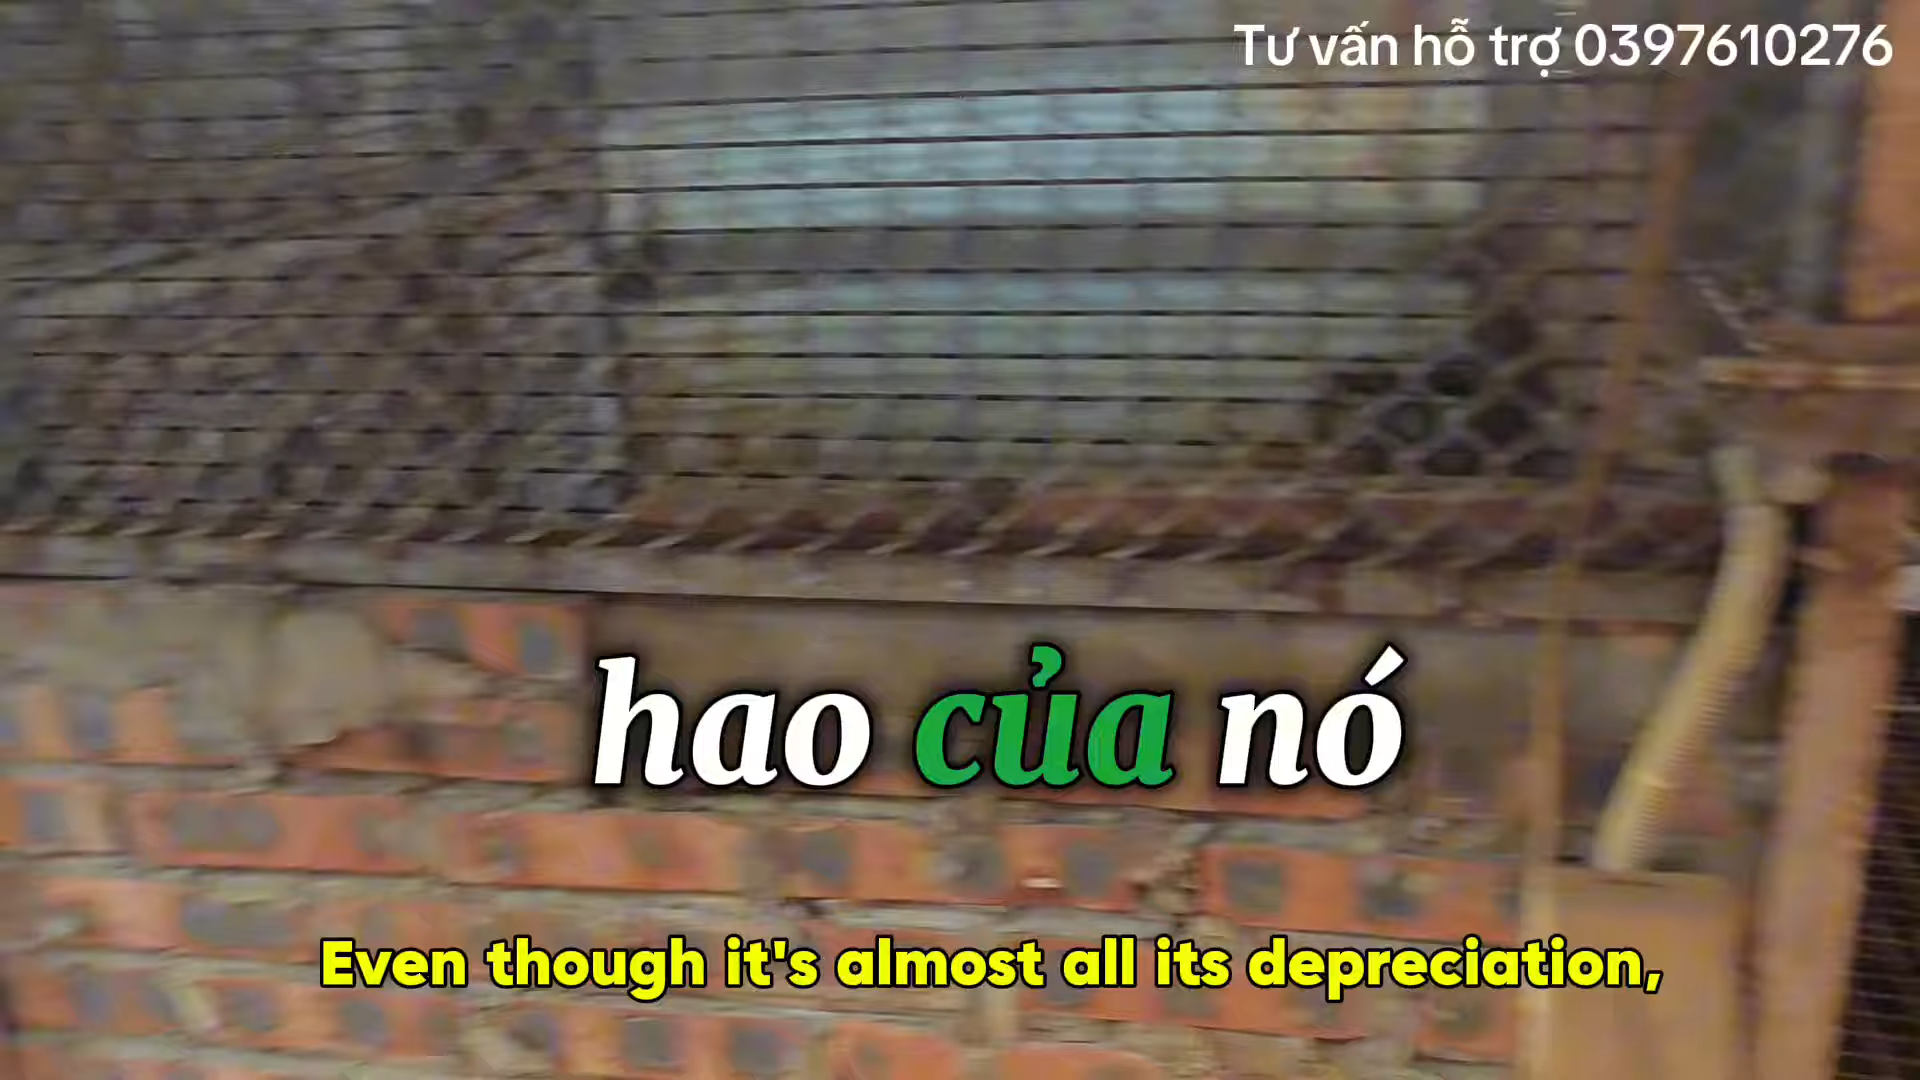 Tư vấn hỗ trợ 0397610276
hao của nó
Even though it's almost all its depreciation,